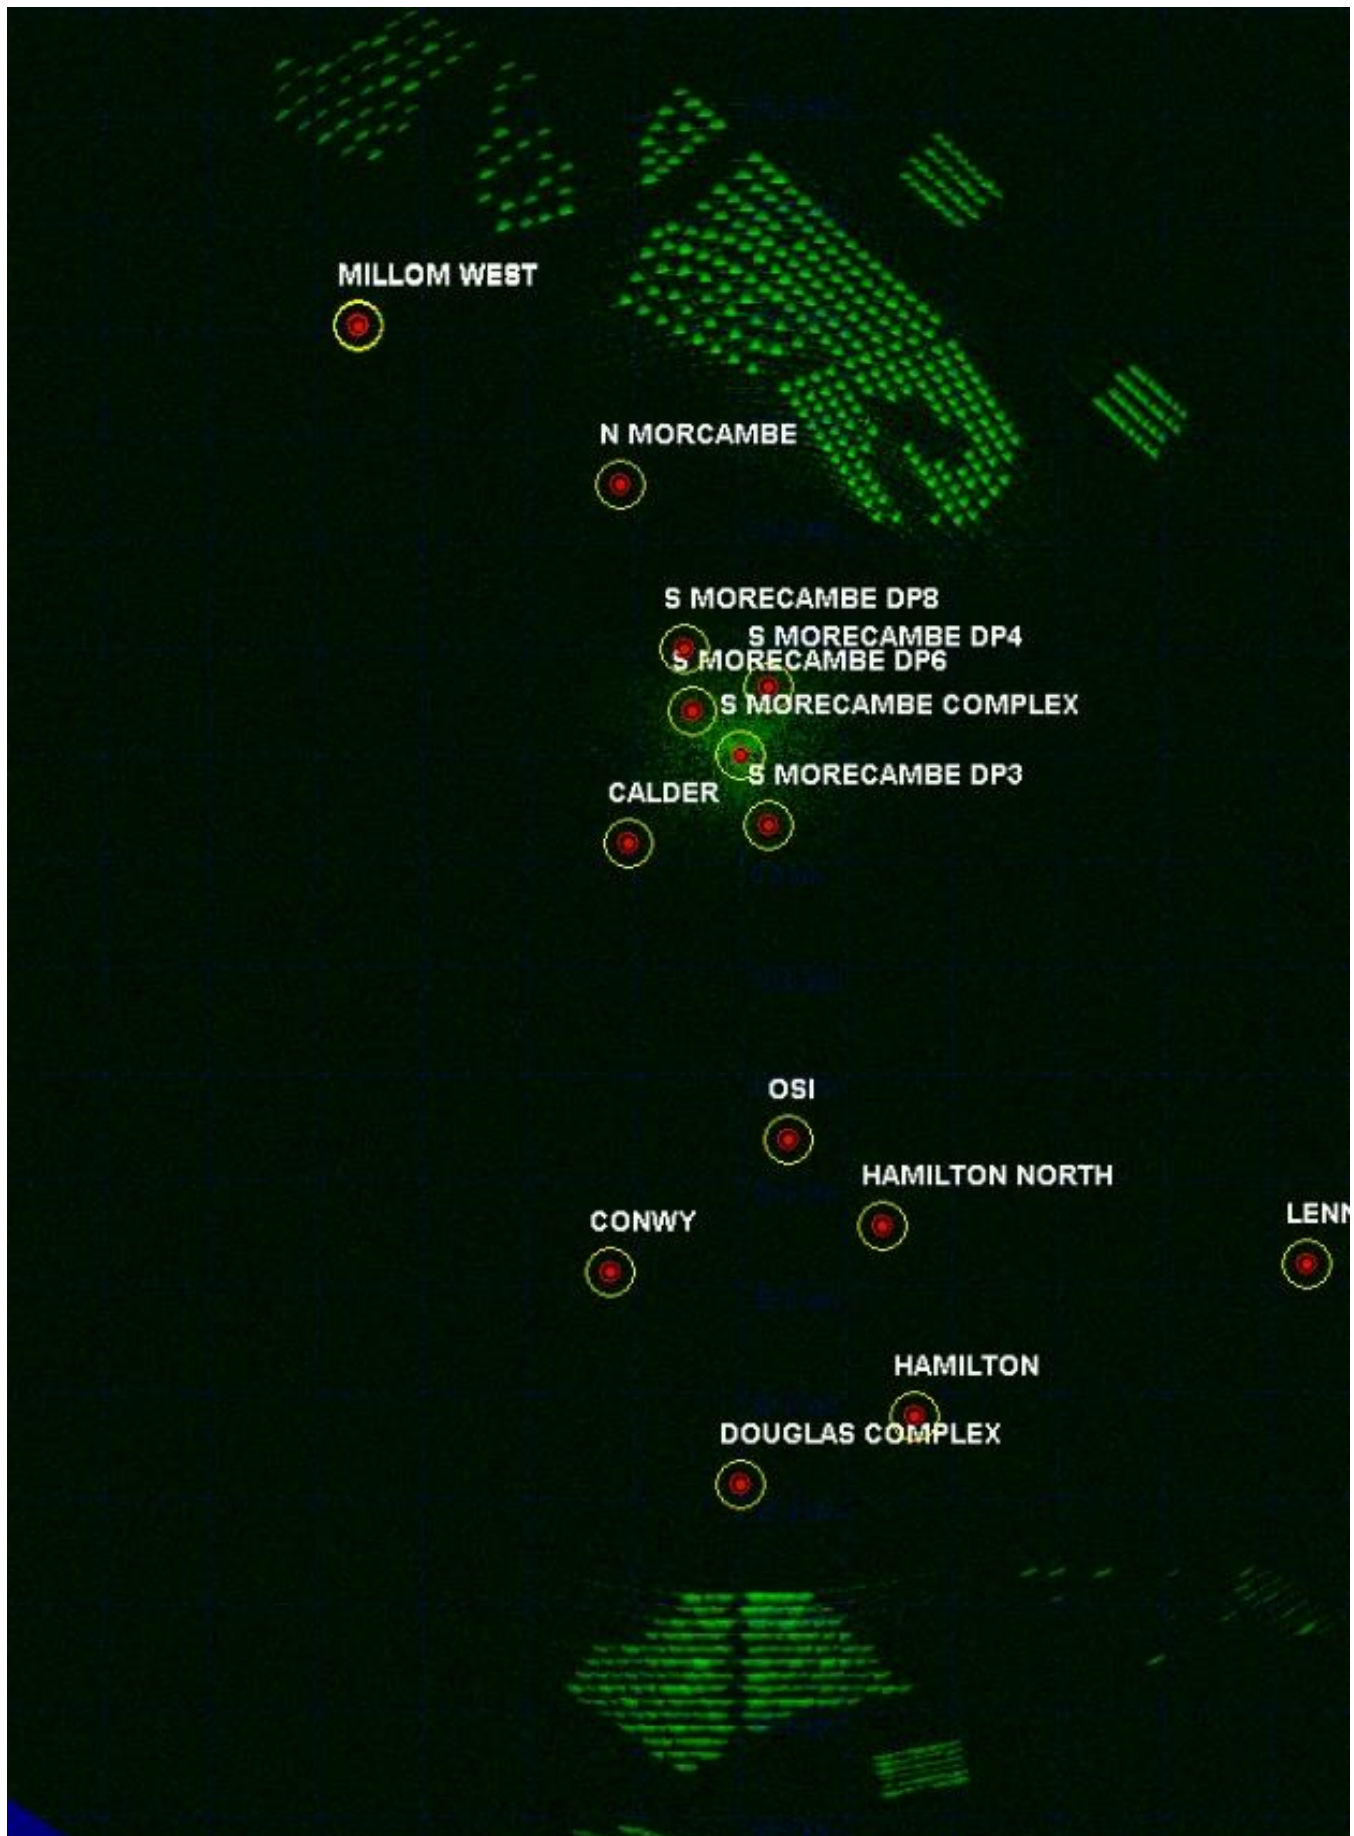 MILLOM WEST
N MORCAMBE
S MORECAMBE DP8
S MORECAMBE DP4
S MORECAMBE DP6
S MORECAMBE COMPLEX
S MORECAMBE DP3
CALDER
OSI
HAMILTON NORTH
LENN
CONWY
HAMILTON
DOUGLAS COMPLEX